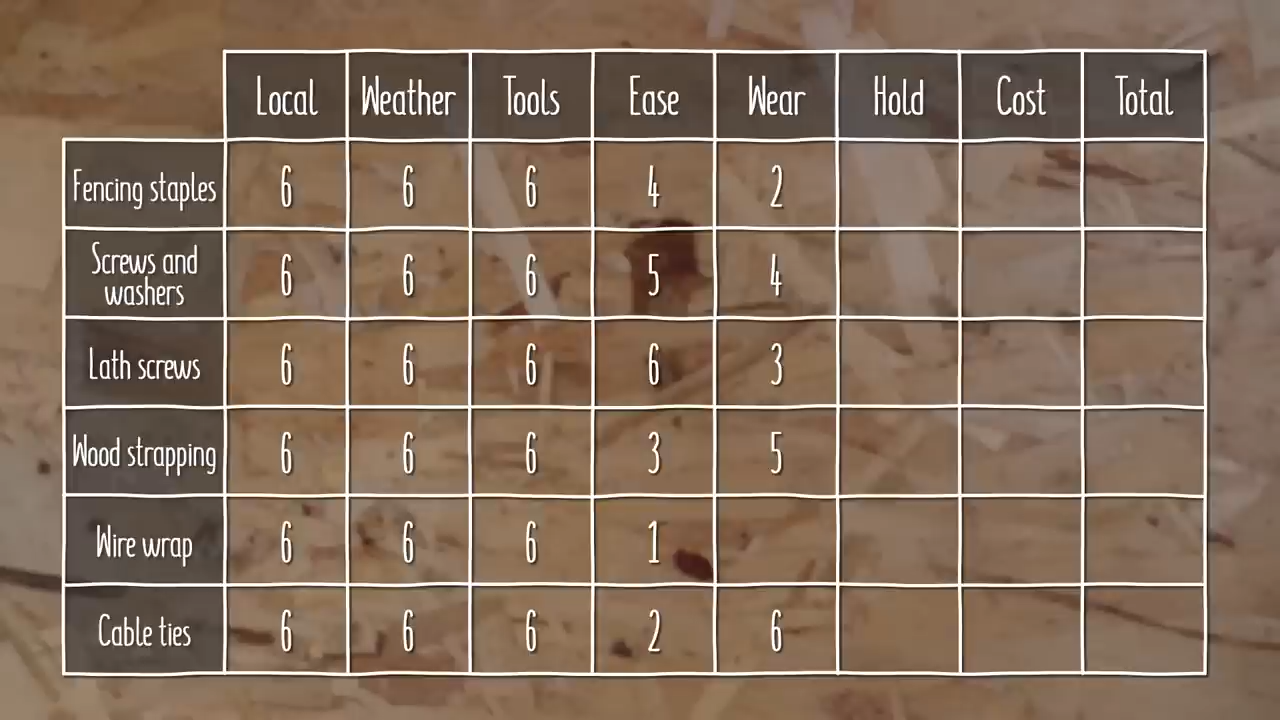 Local Weather Tools Ease Wear Hold Cost Total
Fencing staples 6 6 6 4 2
Screws and
washers 6 6 6 5 4
Lath screws 6 6 6 6 3
Wood strapping 6 6 6 3 5
Wire wrap 6 6 6 1
Cable ties 6 6 6 2 6